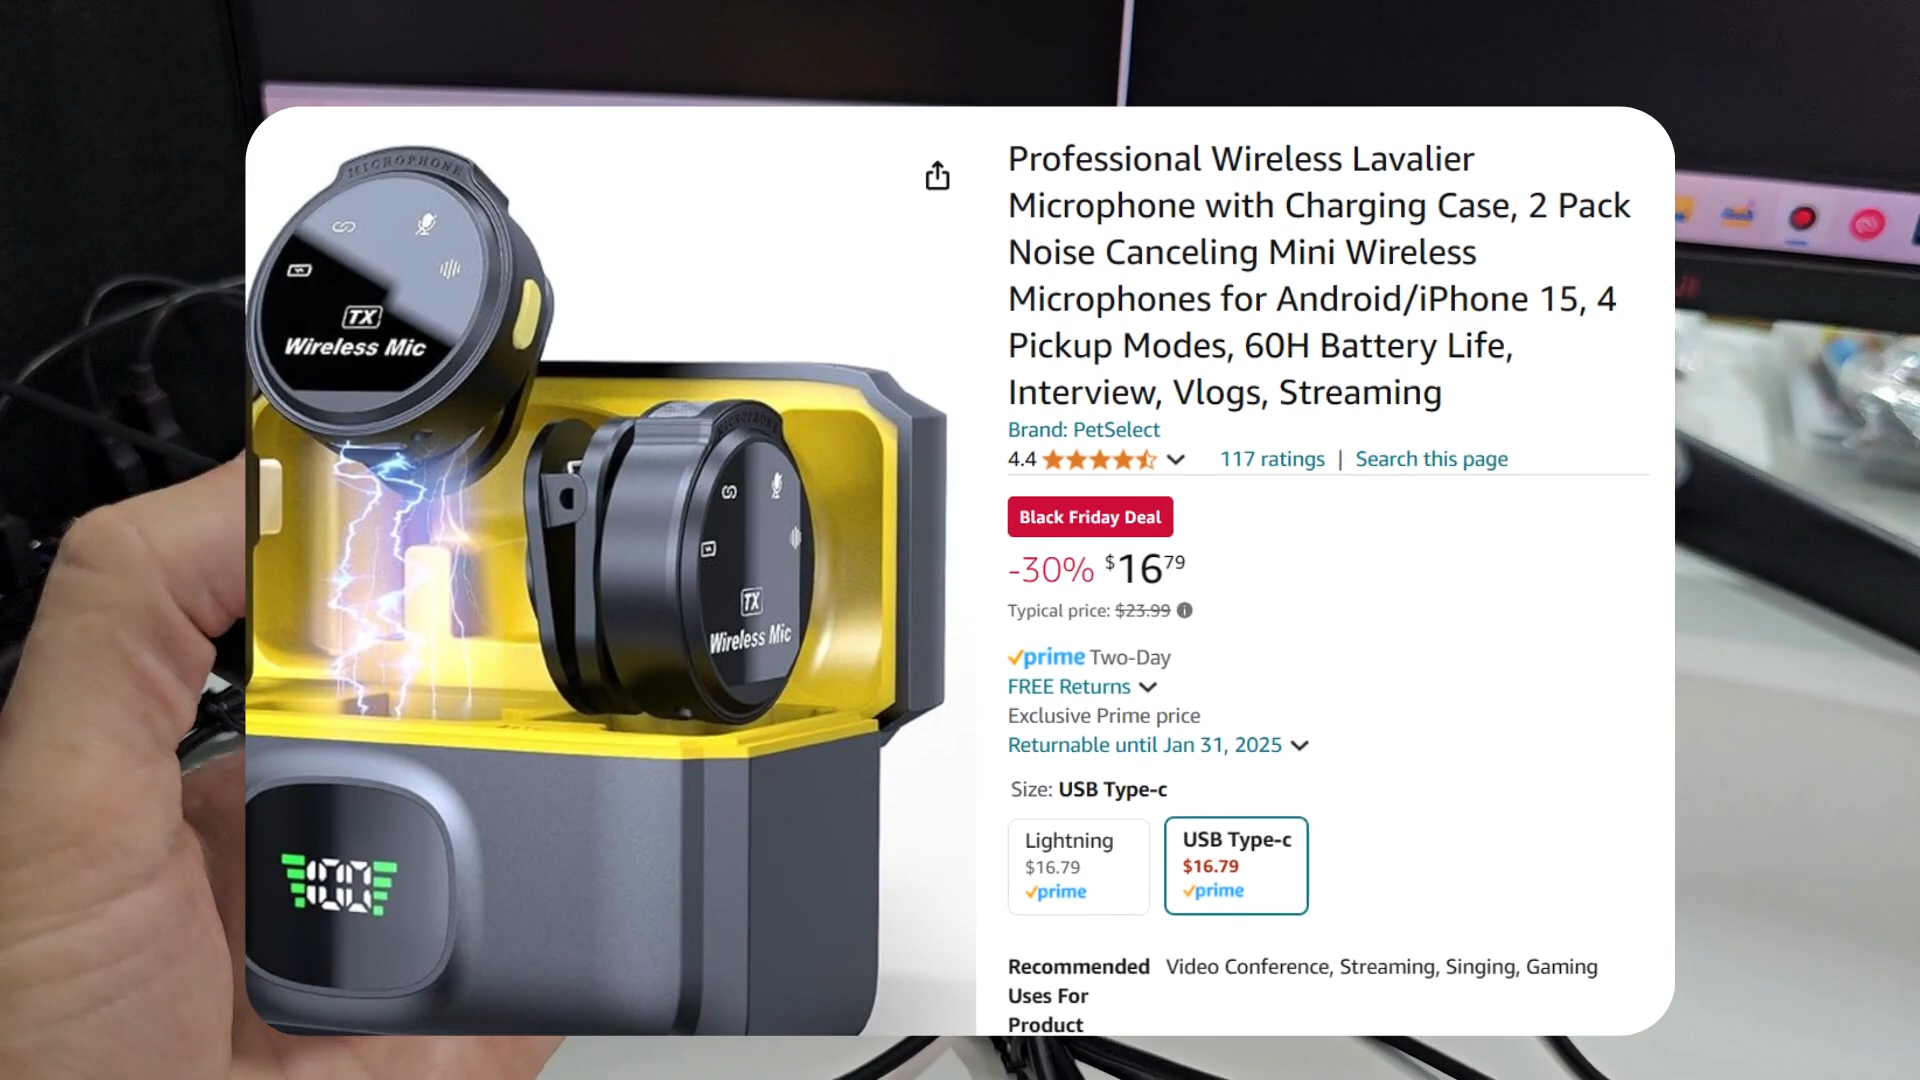 MICROPHONE
TX
Wireless Mic
MICROPHONE
TX
Wireless Mic
100
Professional Wireless Lavalier
Microphone with Charging Case, 2 Pack
Noise Canceling Mini Wireless
Microphones for Android/iPhone 15, 4
Pickup Modes, 60H Battery Life,
Interview, Vlogs, Streaming
Brand: PetSelect
4.4 117 ratings | Search this page
Black Friday Deal
-30% $16 79
Typical price: $23.99
prime Two-Day
FREE Returns
Exclusive Prime price
Returnable until Jan 31, 2025
Size: USB Type-c
Lightning
$16.79
prime
USB Type-c
$16.79
prime
Recommended Video Conference, Streaming, Singing, Gaming
Uses For
Product